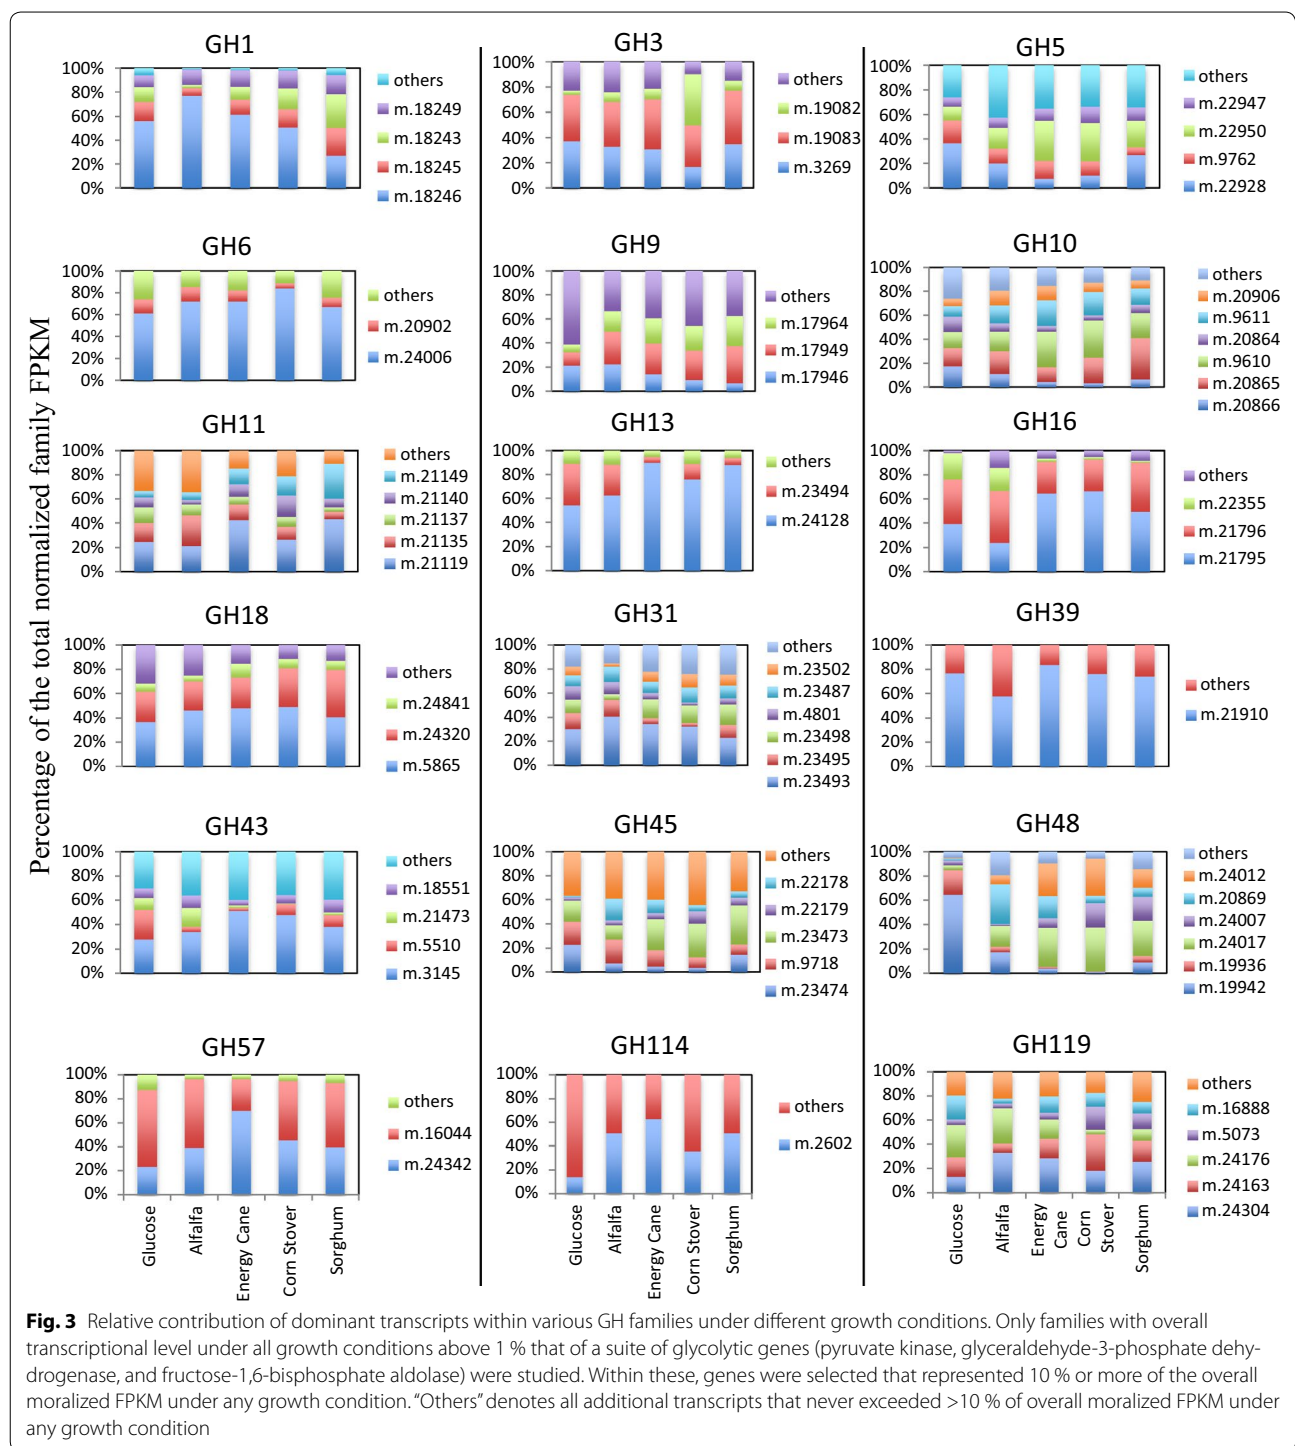 Percentage of the total normalized family FPKM
GH1
100%
80%
60%
40%
20%
0%
others
m.18249
m.18243
m.18245
m.18246
GH3
100%
80%
60%
40%
20%
0%
others
m.19082
m.19083
m.3269
GH5
100%
80%
60%
40%
20%
0%
others
m.22947
m.22950
m.9762
m.22928
GH6
100%
80%
60%
40%
20%
0%
others
m.20902
m.24006
GH9
100%
80%
60%
40%
20%
0%
others
m.17964
m.17949
m.17946
GH10
100%
80%
60%
40%
20%
0%
others
m.20906
m.9611
m.20864
m.9610
m.20865
m.20866
GH11
100%
80%
60%
40%
20%
0%
others
m.21149
m.21140
m.21137
m.21135
m.21119
GH13
100%
80%
60%
40%
20%
0%
others
m.23494
m.24128
GH16
100%
80%
60%
40%
20%
0%
others
m.22355
m.21796
m.21795
GH18
100%
80%
60%
40%
20%
0%
others
m.24841
m.24320
m.5865
GH31
100%
80%
60%
40%
20%
0%
others
m.23502
m.23487
m.4801
m.23498
m.23495
m.23493
GH39
100%
80%
60%
40%
20%
0%
others
m.21910
GH43
100%
80%
60%
40%
20%
0%
others
m.18551
m.21473
m.5510
m.3145
GH45
100%
80%
60%
40%
20%
0%
others
m.22178
m.22179
m.23473
m.9718
m.23474
GH48
100%
80%
60%
40%
20%
0%
others
m.24012
m.20869
m.24007
m.24017
m.19936
m.19942
GH57
100%
80%
60%
40%
20%
0%
others
m.16044
m.24342
Glucose
Alfalfa
Energy Cane
Corn Stover
Sorghum
GH114
100%
80%
60%
40%
20%
0%
others
m.2602
Glucose
Alfalfa
Energy Cane
Corn Stover
Sorghum
GH119
100%
80%
60%
40%
20%
0%
others
m.16888
m.5073
m.24176
m.24163
m.24304
Glucose
Alfalfa
Energy
Cane
Corn
Stover
Sorghum
Fig. 3 Relative contribution of dominant transcripts within various GH families under different growth conditions. Only families with overall
transcriptional level under all growth conditions above 1 % that of a suite of glycolytic genes (pyruvate kinase, glyceraldehyde-3-phosphate dehy-
drogenase, and fructose-1,6-bisphosphate aldolase) were studied. Within these, genes were selected that represented 10 % or more of the overall
moralized FPKM under any growth condition. “Others” denotes all additional transcripts that never exceeded >10 % of overall moralized FPKM under
any growth condition